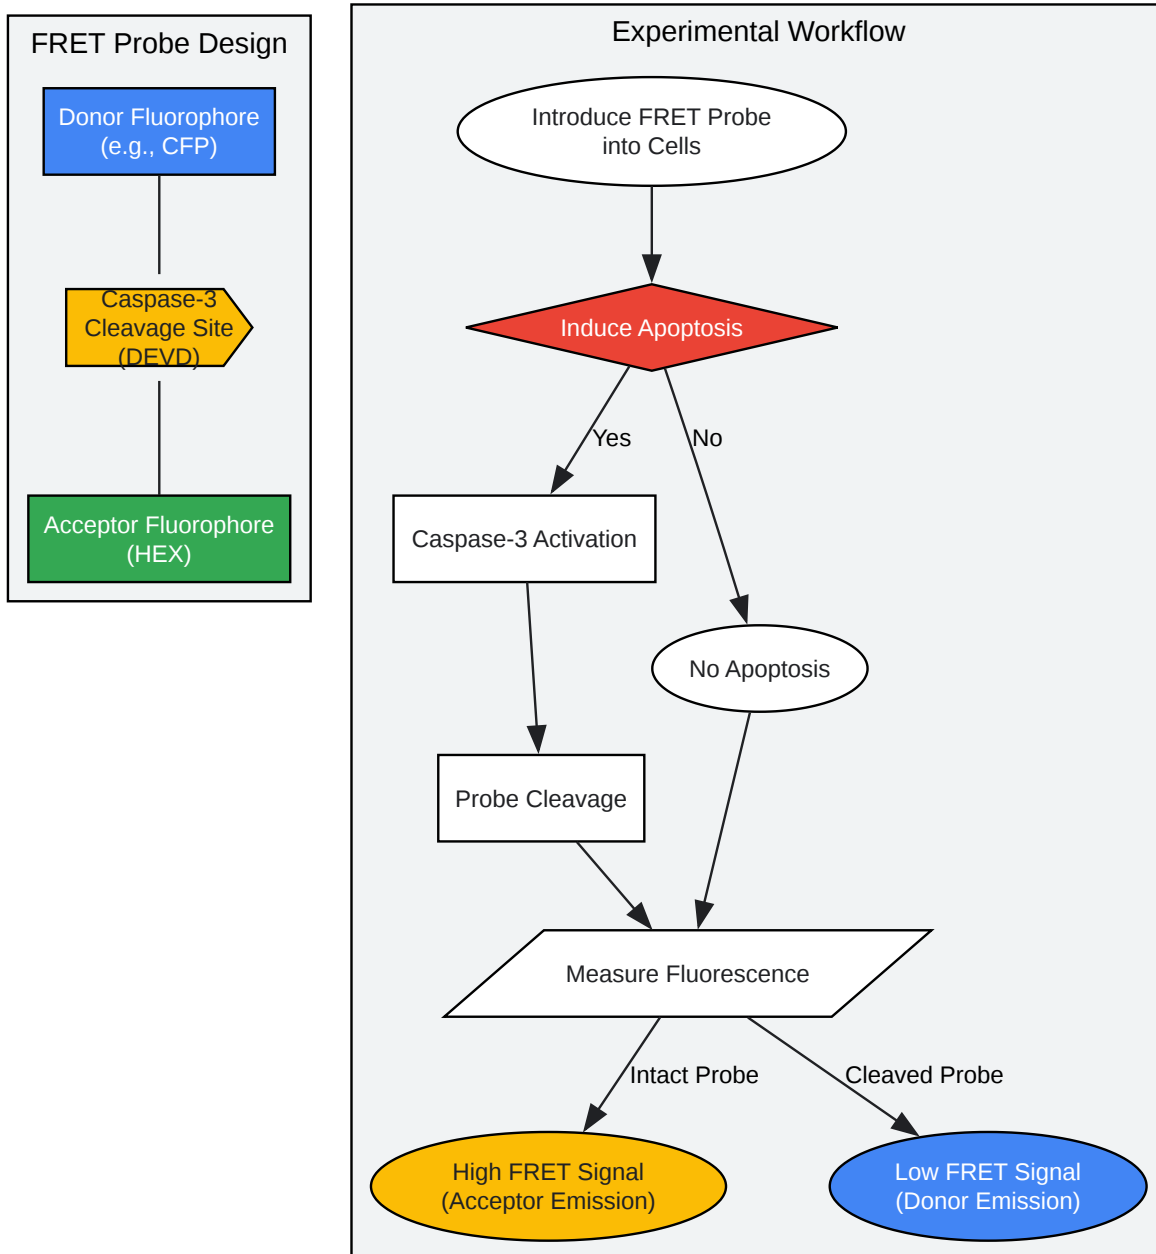 FRET Probe Design
Donor Fluorophore
(e.g., CFP)
Caspase-3
Cleavage Site
(DEVD)
Acceptor Fluorophore
(HEX)
Experimental Workflow
Introduce FRET Probe
into Cells
Induce Apoptosis
Yes
No
Caspase-3 Activation
No Apoptosis
Probe Cleavage
Measure Fluorescence
Intact Probe
Cleaved Probe
High FRET Signal
(Acceptor Emission)
Low FRET Signal
(Donor Emission)